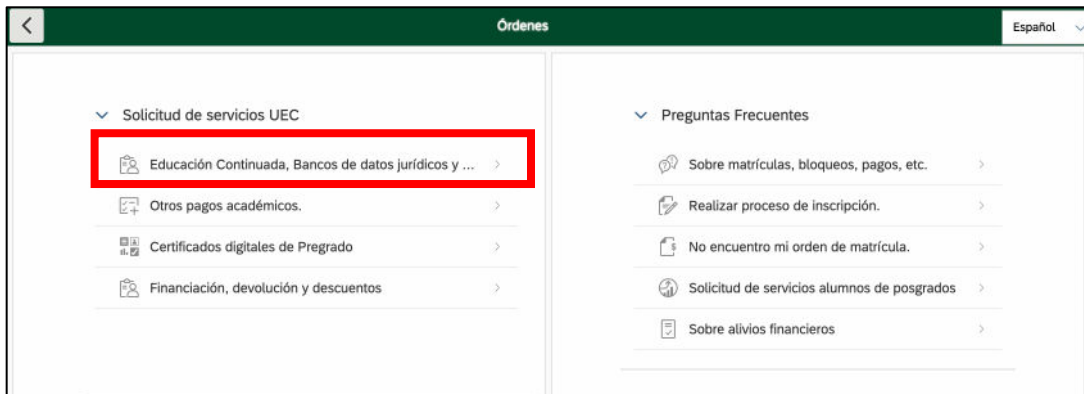 Órdenes
Español
Solicitud de servicios UEC
Educación Continuada, Bancos de datos jurídicos y ...
Otros pagos académicos.
Certificados digitales de Pregrado
Financiación, devolución y descuentos
Preguntas Frecuentes
Sobre matrículas, bloqueos, pagos, etc.
Realizar proceso de inscripción.
No encuentro mi orden de matrícula.
Solicitud de servicios alumnos de posgrados
Sobre alivios financieros